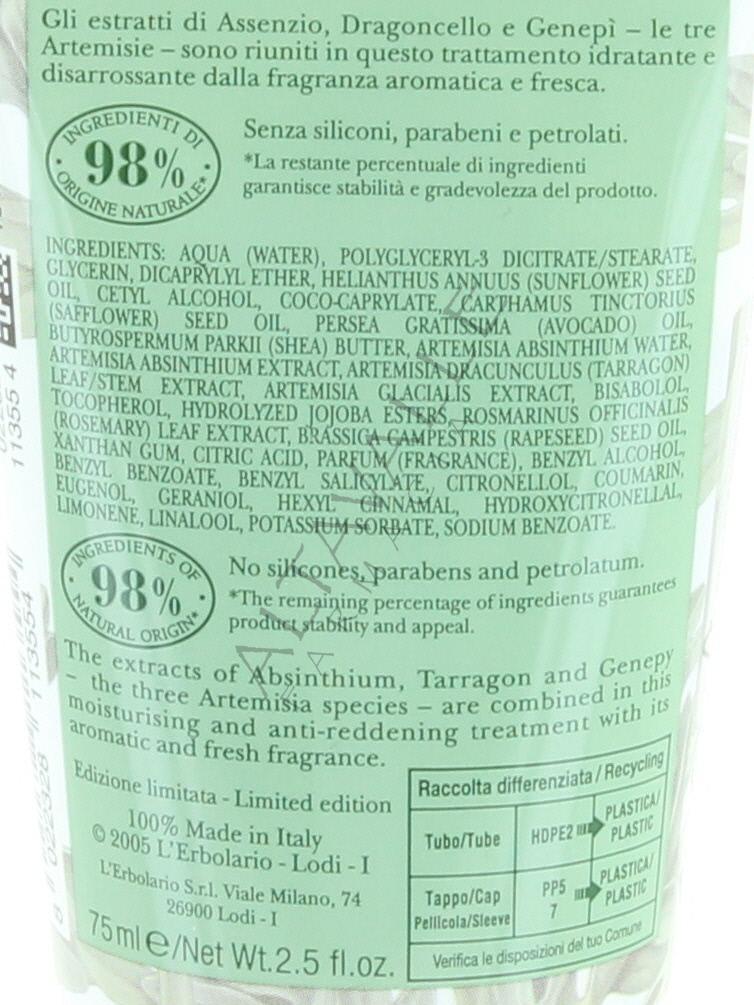 Gli estratti di Assenzio, Dragoncello e Genepì – le tre
Artemisie – sono riuniti in questo trattamento idratante e
disarrossante dalla fragranza aromatica e fresca.
INGREDIENTI DI
98%
ORIGINE NATURALE*
Senza siliconi, parabeni e petrolati.
*La restante percentuale di ingredienti
garantisce stabilità e gradevolezza del prodotto.
INGREDIENTS: AQUA (WATER), POLYGLYCERYL-3 DICITRATE/STEARATE,
GLYCERIN, DICAPRYLYL ETHER, HELIANTHUS ANNUUS (SUNFLOWER) SEED
OIL, CETYL ALCOHOL, COCO-CAPRYLATE, CARTHAMUS TINCTORIUS
(SAFFLOWER) SEED OIL, PERSEA GRATISSIMA (AVOCADO) OIL,
BUTYROSPERMUM PARKII (SHEA) BUTTER, ARTEMISIA ABSINTHIUM WATER,
ARTEMISIA ABSINTHIUM EXTRACT, ARTEMISIA DRACUNCULUS (TARRAGON)
LEAF/STEM EXTRACT, ARTEMISIA GLACIALIS EXTRACT, BISABOLOL,
TOCOPHEROL, HYDROLYZED JOJOBA ESTERS, ROSMARINUS OFFICINALIS
(ROSEMARY) LEAF EXTRACT, BRASSICA CAMPESTRIS (RAPESEED) SEED OIL,
XANTHAN GUM, CITRIC ACID, PARFUM (FRAGRANCE), BENZYL ALCOHOL,
BENZYL BENZOATE, BENZYL SALICYLATE, CITRONELLOL, COUMARIN,
EUGENOL, GERANIOL, HEXYL CINNAMAL, HYDROXYCITRONELLAL,
LIMONENE, LINALOOL, POTASSIUM SORBATE, SODIUM BENZOATE.
INGREDIENTS OF
98%
NATURAL ORIGIN*
No silicones, parabens and petrolatum.
*The remaining percentage of ingredients guarantees
product stability and appeal.
The extracts of Absinthium, Tarragon and Genepy
– the three Artemisia species – are combined in this
moisturising and anti-reddening treatment with its
aromatic and fresh fragrance.
Edizione limitata - Limited edition
100% Made in Italy
© 2005 L'Erbolario - Lodi - I
L'Erbolario S.r.l. Viale Milano, 74
26900 Lodi - I
75ml e/Net Wt.2.5 fl.oz.
Raccolta differenziata / Recycling
Tubo/Tube HDPE2 PLASTICA/
PLASTIC
Tappo/Cap PP5 PLASTICA/
Pellicola/Sleeve 7 PLASTIC
Verifica le disposizioni del tuo Comune
11355 4
022328 113554
ALTAVALLE
FARMA